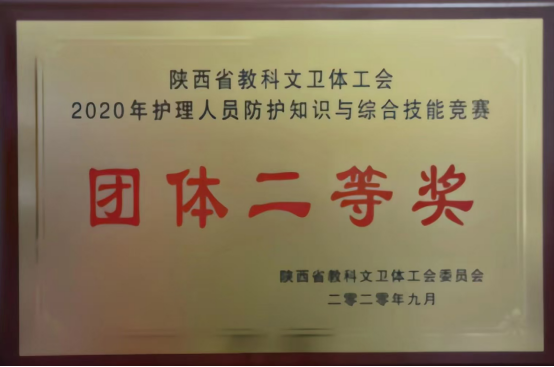 陕西省教科文卫体工会
2020年护理人员防护知识与综合技能竞赛
团体二等奖
陕西省教科文卫体工会委员会
二零二零年九月